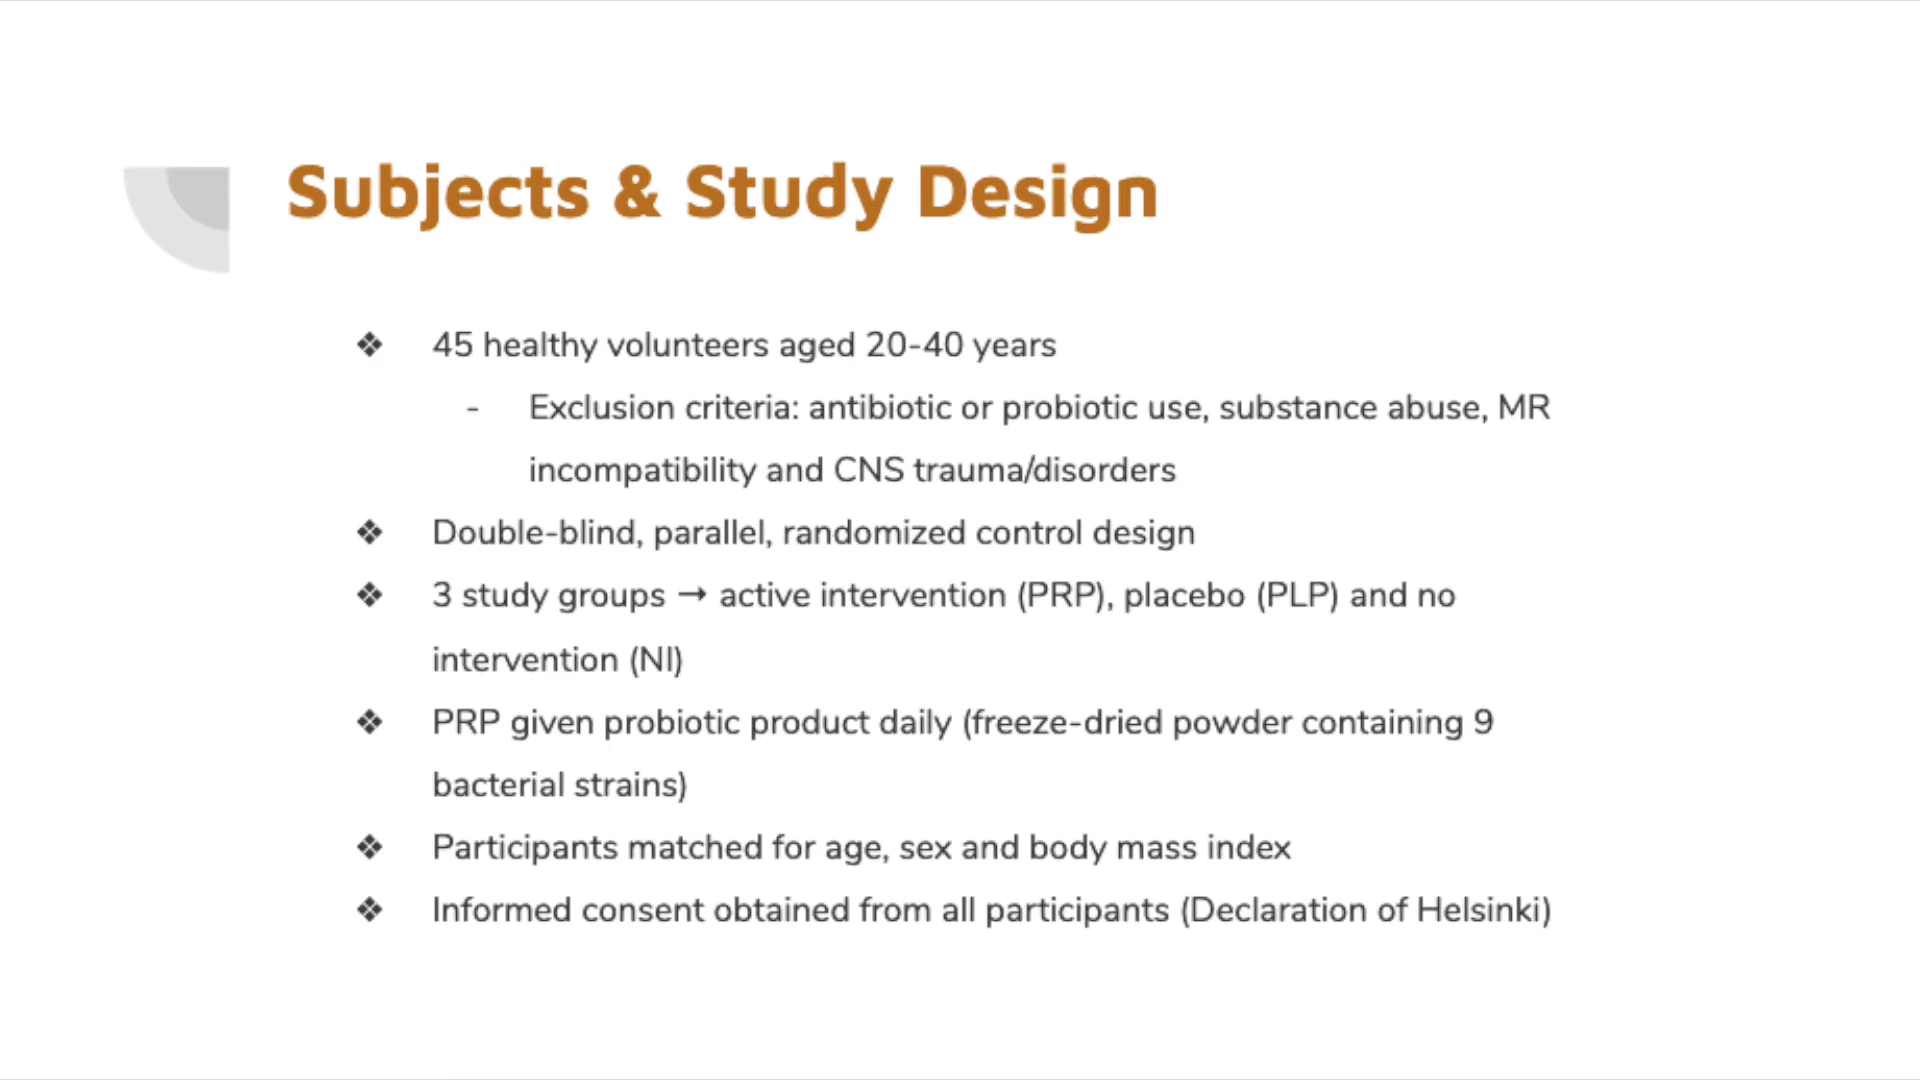 Subjects & Study Design
❖ 45 healthy volunteers aged 20-40 years
- Exclusion criteria: antibiotic or probiotic use, substance abuse, MR
incompatibility and CNS trauma/disorders
❖ Double-blind, parallel, randomized control design
❖ 3 study groups → active intervention (PRP), placebo (PLP) and no
intervention (NI)
❖ PRP given probiotic product daily (freeze-dried powder containing 9
bacterial strains)
❖ Participants matched for age, sex and body mass index
❖ Informed consent obtained from all participants (Declaration of Helsinki)